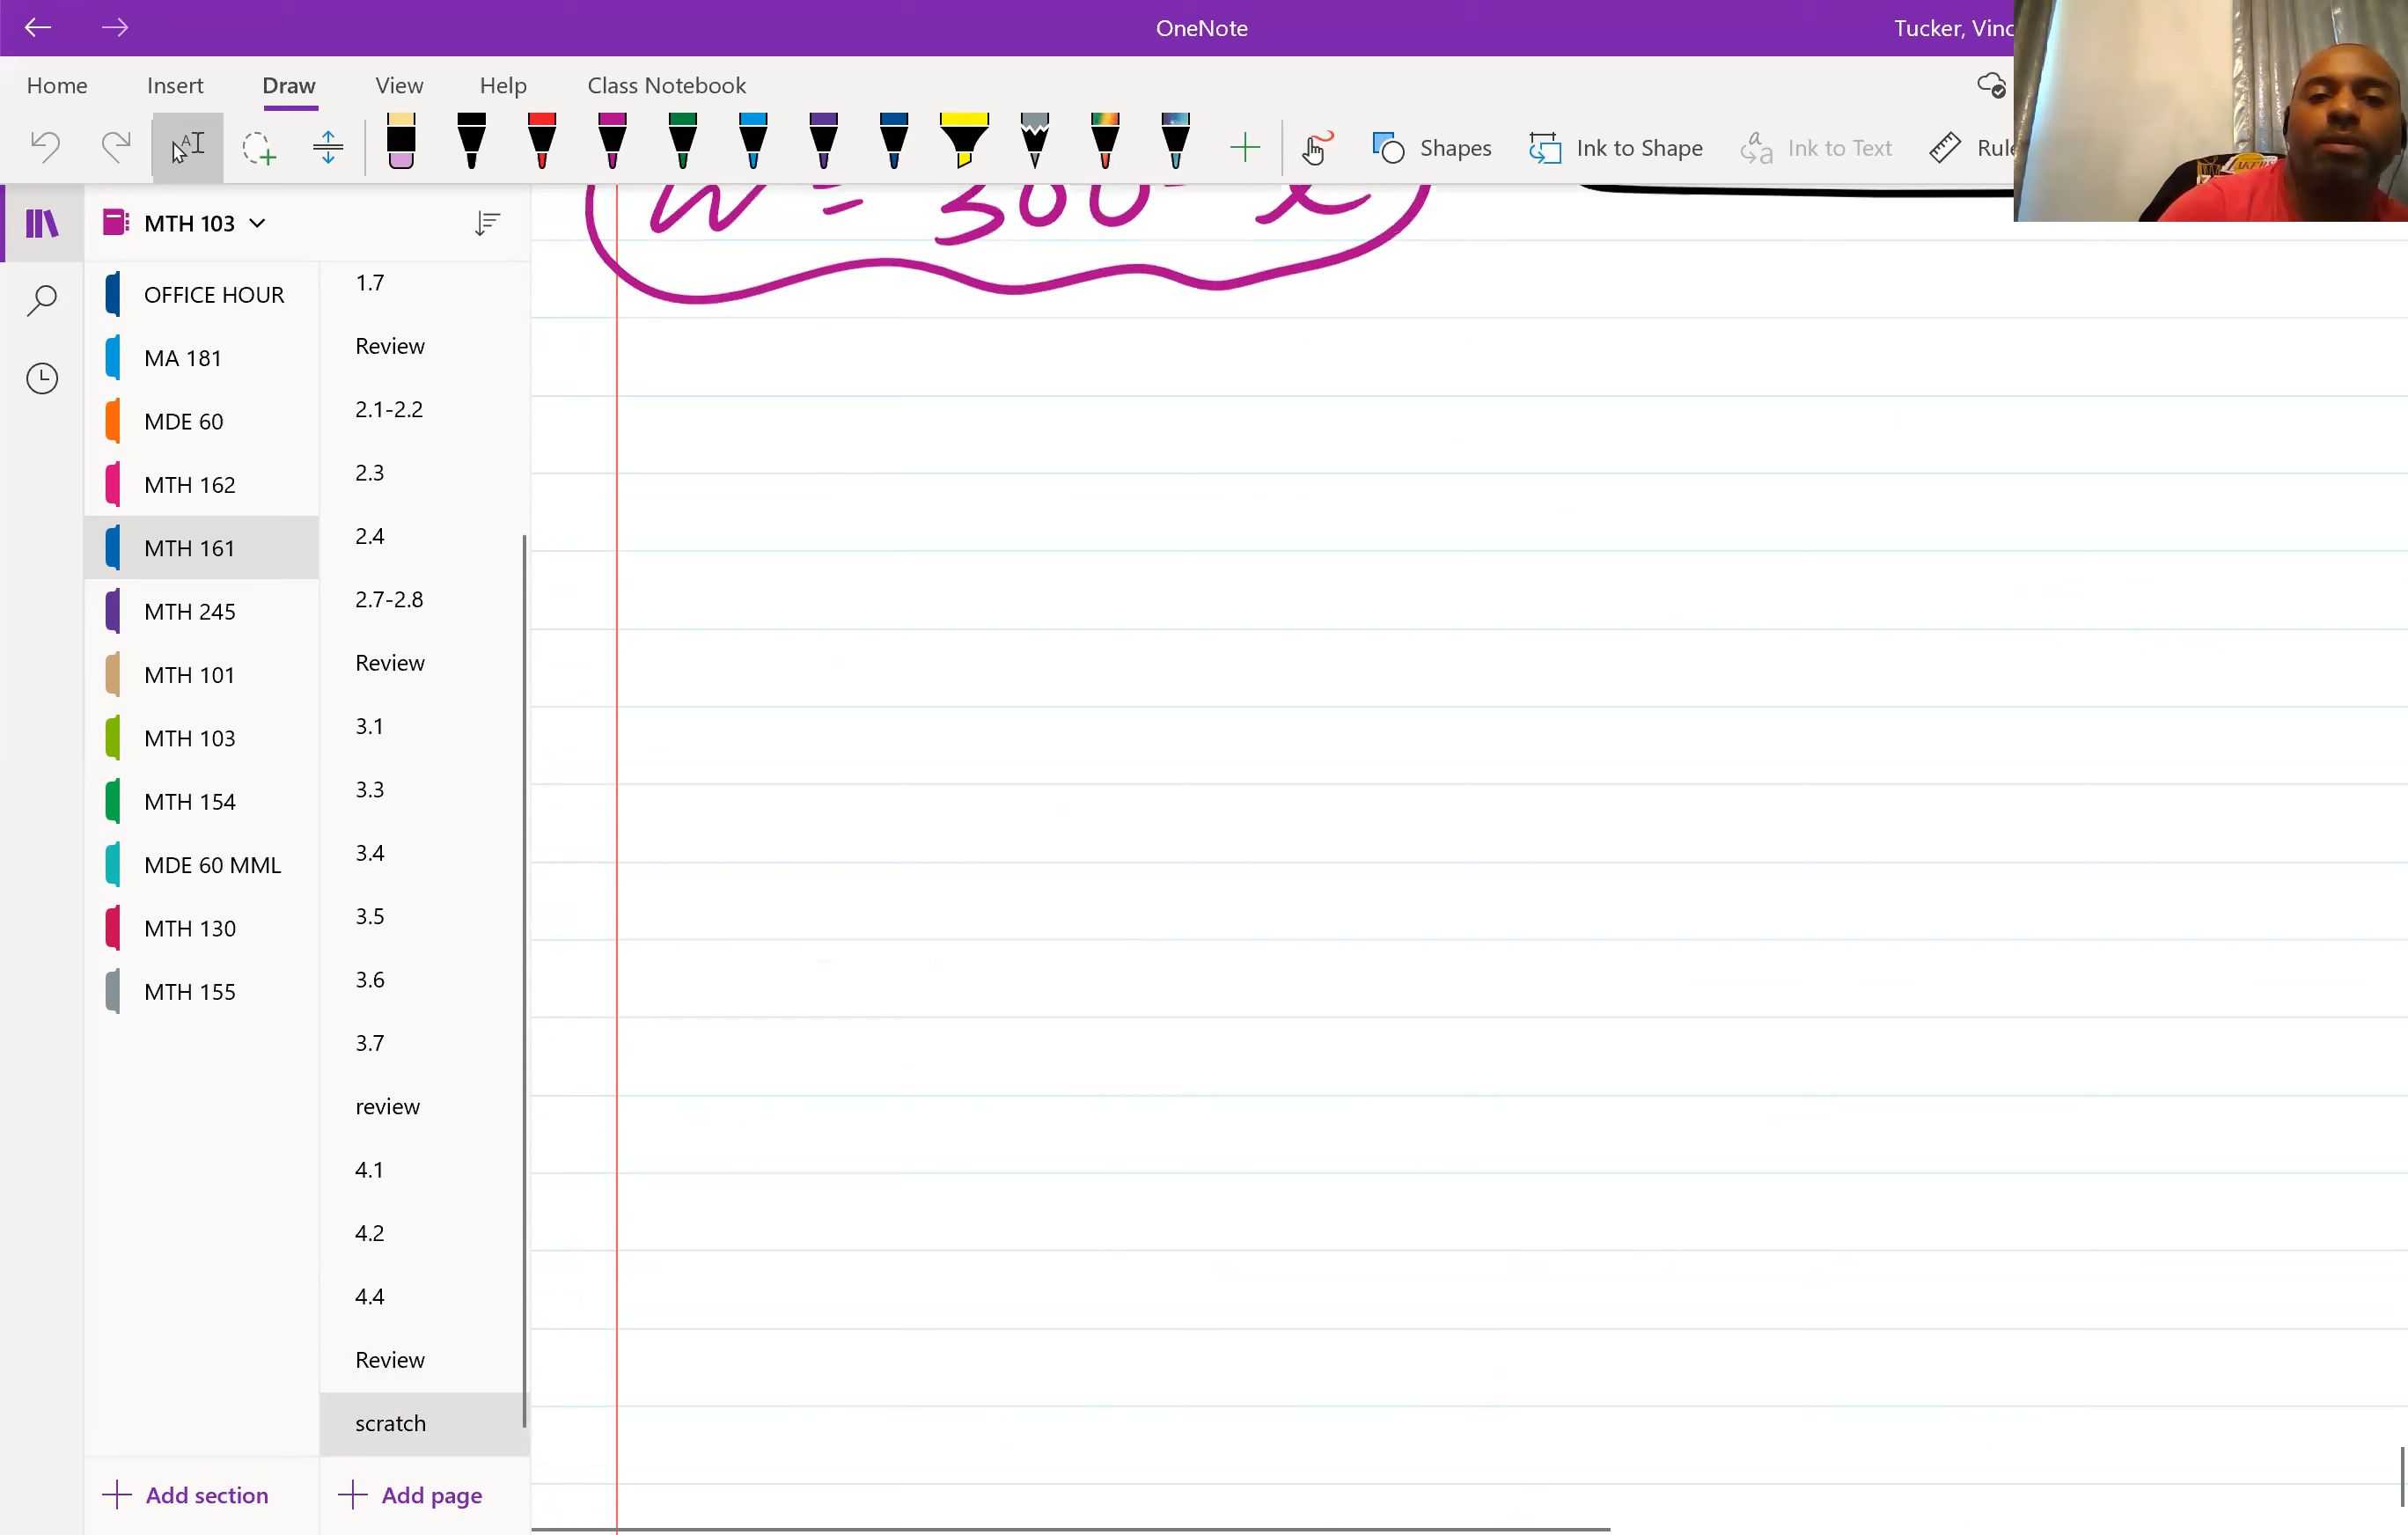 OneNote
Tucker, Vinc
Home Insert Draw View Help Class Notebook
Shapes Ink to Shape Ink to Text Rule
MTH 103
OFFICE HOUR
MA 181
MDE 60
MTH 162
MTH 161
MTH 245
MTH 101
MTH 103
MTH 154
MDE 60 MML
MTH 130
MTH 155
Add section
1.7
Review
2.1-2.2
2.3
2.4
2.7-2.8
Review
3.1
3.3
3.4
3.5
3.6
3.7
review
4.1
4.2
4.4
Review
scratch
Add page
LAKERS